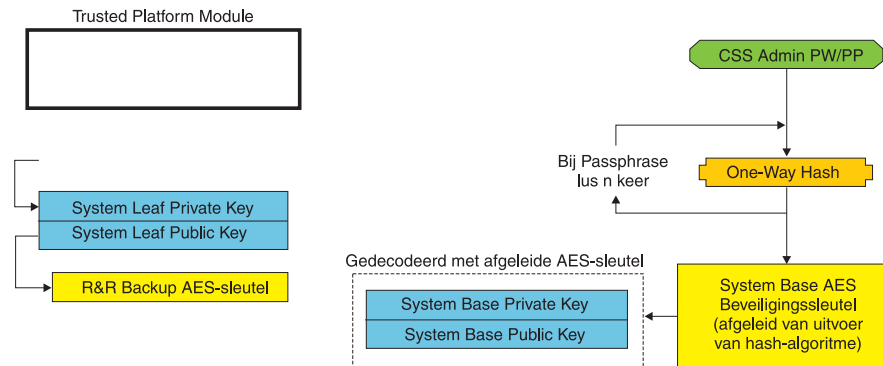 Trusted Platform Module
CSS Admin PW/PP
Bij Passphrase
lus n keer
One-Way Hash
System Leaf Private Key
System Leaf Public Key
R&R Backup AES-sleutel
Gedecodeerd met afgeleide AES-sleutel
System Base Private Key
System Base Public Key
System Base AES
Beveiligingssleutel
(afgeleid van uitvoer
van hash-algoritme)